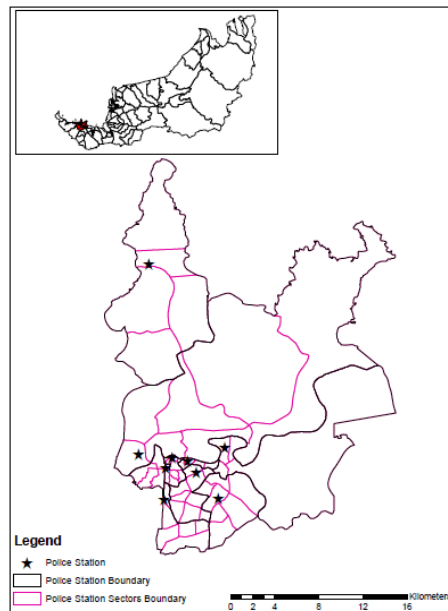 Legend
Police Station
Police Station Boundary
Police Station Sectors Boundary
Kilometer
0 2 4 8 12 16